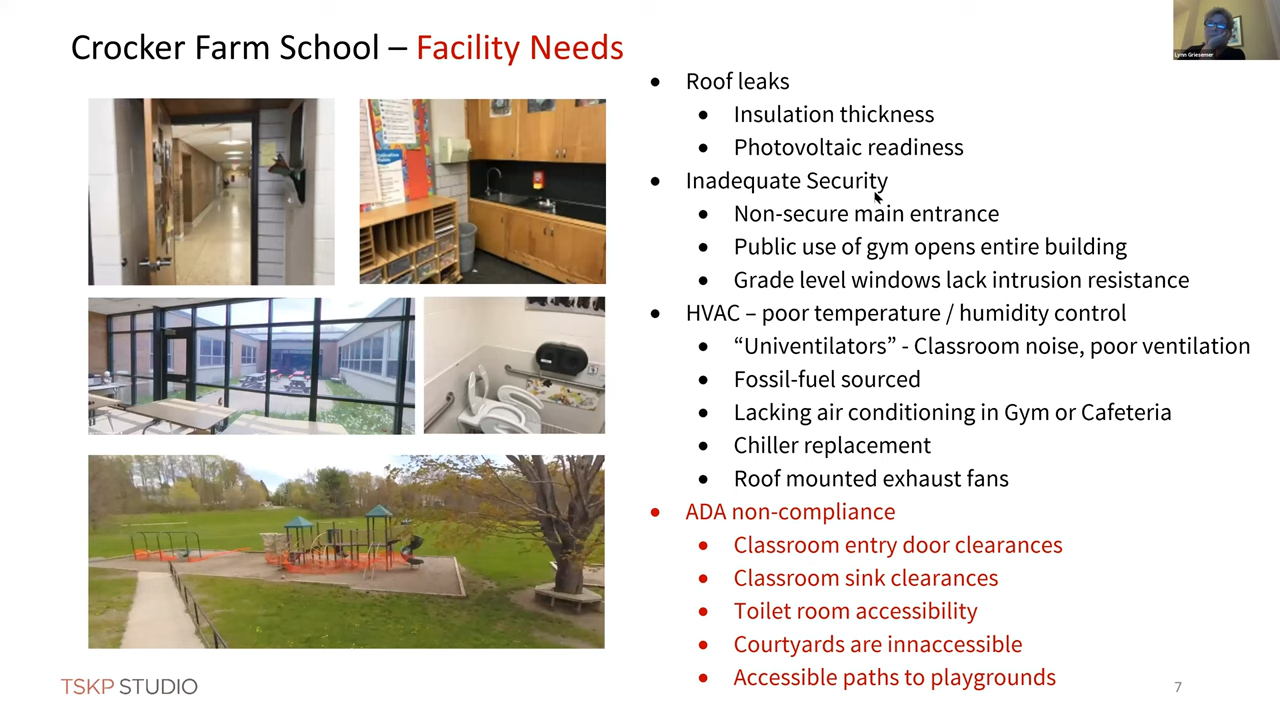 Crocker Farm School – Facility Needs
Lynn Griesemer
• Roof leaks
• Insulation thickness
• Photovoltaic readiness
• Inadequate Security
• Non-secure main entrance
• Public use of gym opens entire building
• Grade level windows lack intrusion resistance
• HVAC – poor temperature / humidity control
• “Univentilators” - Classroom noise, poor ventilation
• Fossil-fuel sourced
• Lacking air conditioning in Gym or Cafeteria
• Chiller replacement
• Roof mounted exhaust fans
• ADA non-compliance
• Classroom entry door clearances
• Classroom sink clearances
• Toilet room accessibility
• Courtyards are innaccessible
• Accessible paths to playgrounds
TSKP STUDIO
7